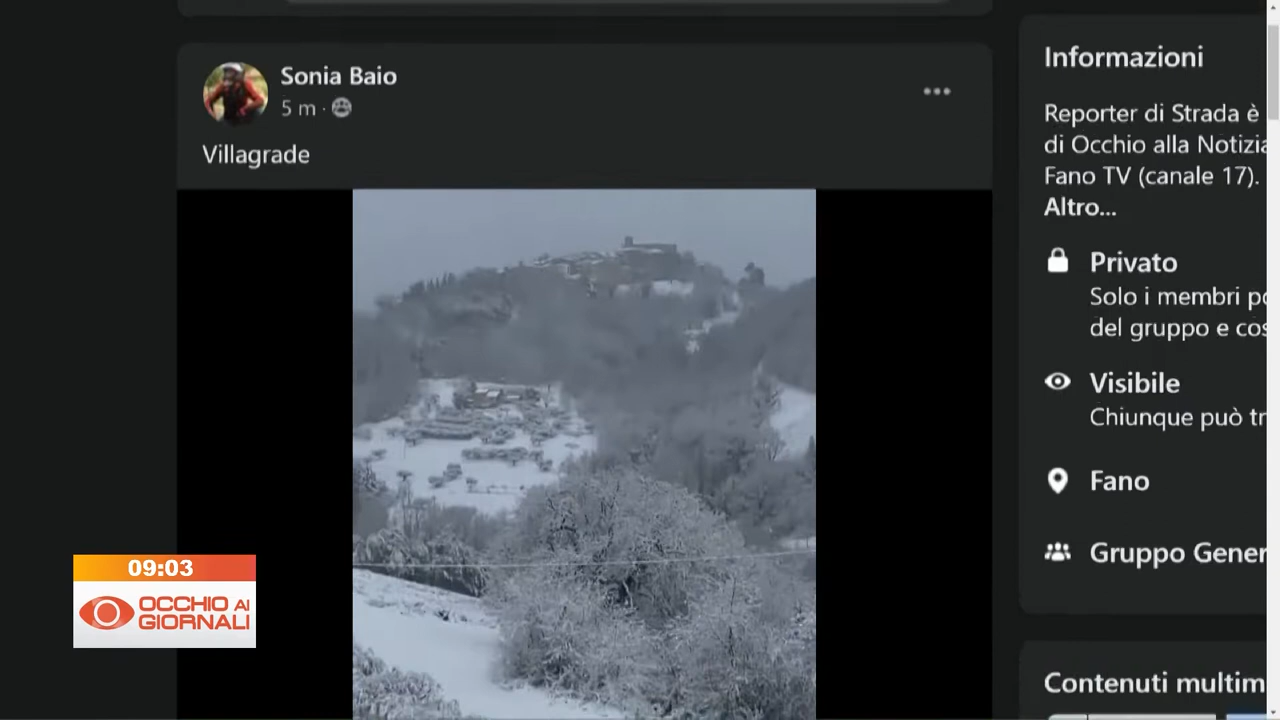 Sonia Baio
5 m ·
Villagrade
Informazioni
Reporter di Strada è
di Occhio alla Notizia
Fano TV (canale 17).
Altro...
Privato
Solo i membri po
del gruppo e cos
Visibile
Chiunque può tr
Fano
Gruppo Gener
Contenuti multim
09:03
OCCHIO AI
GIORNALI